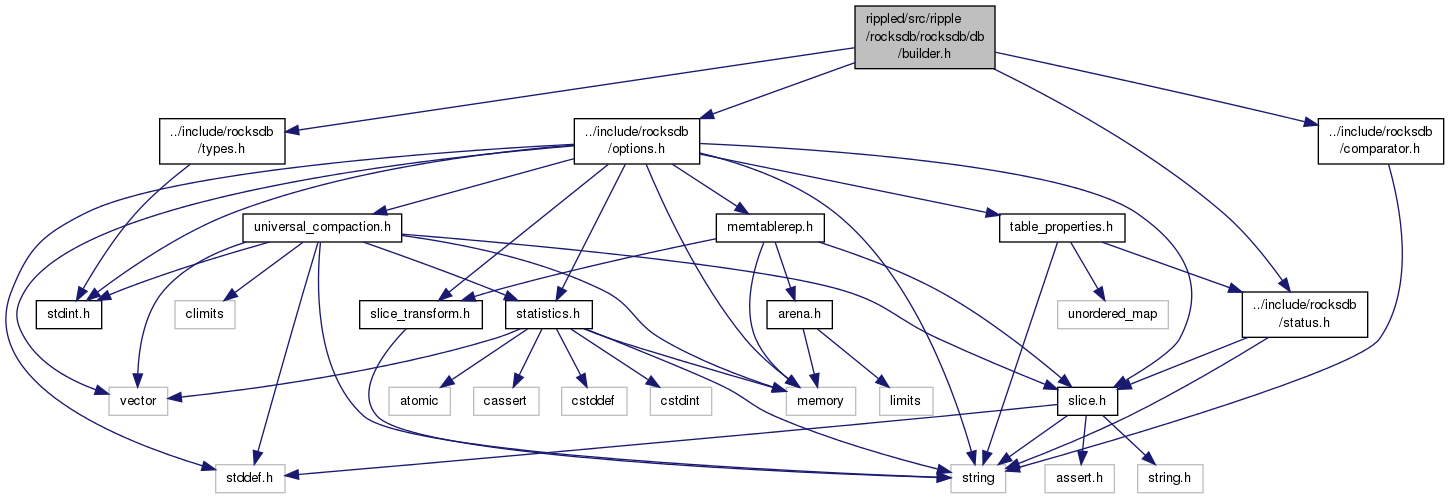 rippled/src/ripple
/rocksdb/rocksdb/db
/builder.h
../include/rocksdb
/types.h
../include/rocksdb
/options.h
../include/rocksdb
/comparator.h
universal_compaction.h
memtablerep.h
table_properties.h
stdint.h
climits
slice_transform.h
statistics.h
arena.h
unordered_map
../include/rocksdb
/status.h
vector
atomic
cassert
cstddef
cstdint
memory
limits
slice.h
stddef.h
string
assert.h
string.h